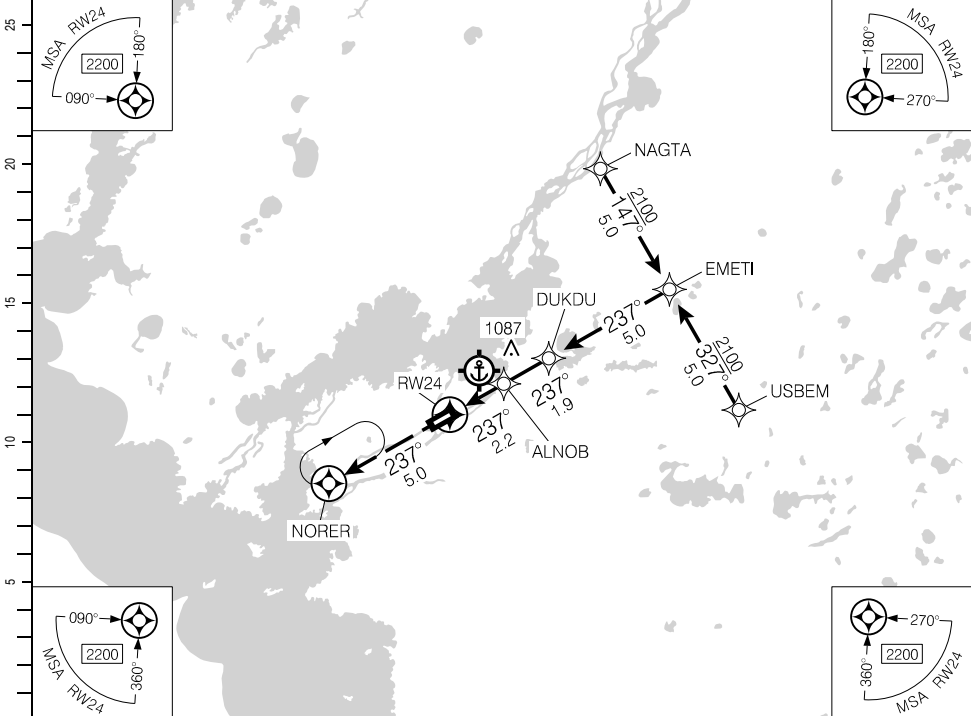 25
20
15
10
5
MSA RW24
2200
180°
090°
MSA RW24
2200
180°
270°
NAGTA
2100
147°
5.0
EMETI
DUKDU
237°
5.0
1087
2100
327°
5.0
USBEM
RW24
237°
1.9
237°
2.2
ALNOB
237°
5.0
NORER
090°
2200
360°
MSA RW24
270°
2200
360°
MSA RW24